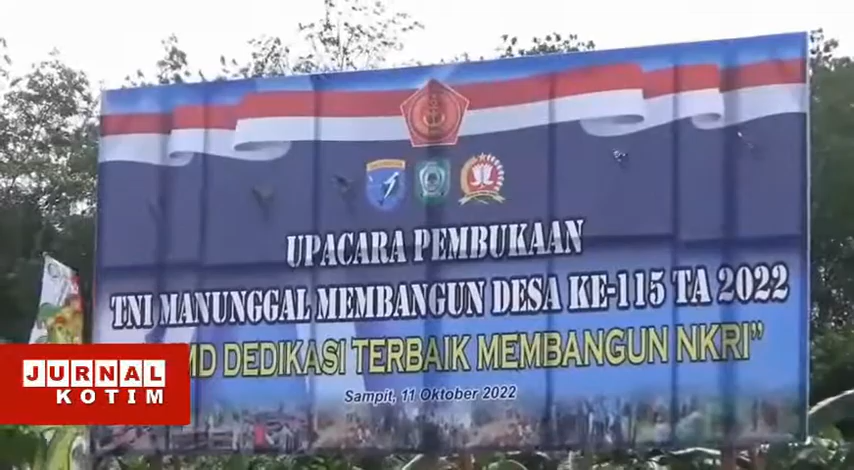 UPACARA PEMBUKAAN
TNI MANUNGGAL MEMBANGUN DESA KE-115 TA 2022
DEDIKASI TERBAIK MEMBANGUN NKRI”
Sampit, 11 Oktober 2022
JURNAL
KOTIM